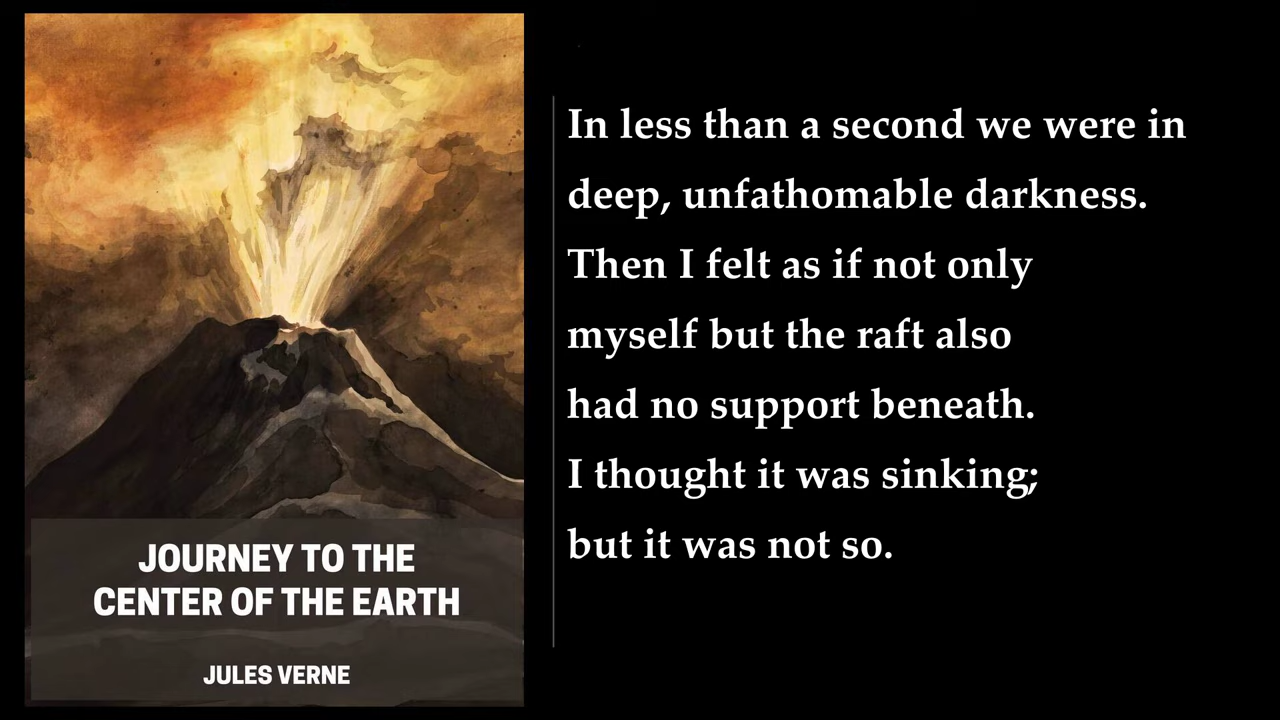 JOURNEY TO THE
CENTER OF THE EARTH
JULES VERNE
In less than a second we were in
deep, unfathomable darkness.
Then I felt as if not only
myself but the raft also
had no support beneath.
I thought it was sinking;
but it was not so.